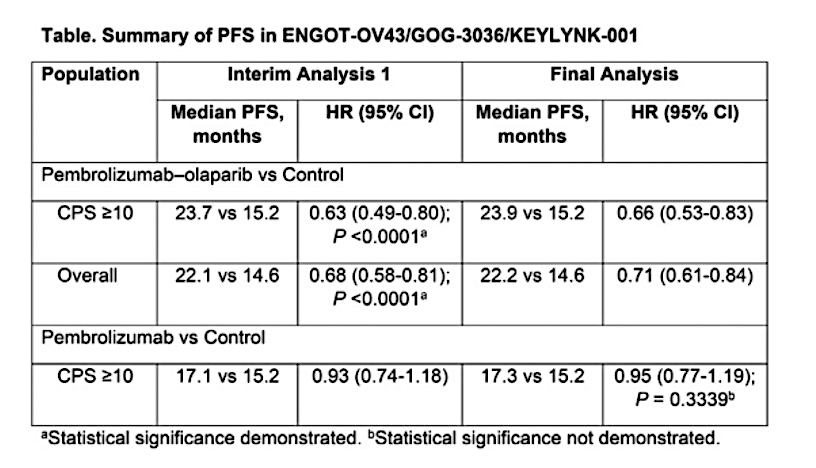 Table. Summary of PFS in ENGOT-OV43/GOG-3036/KEYLYNK-001
Population Interim Analysis 1 Final Analysis
Median PFS, months HR (95% CI) Median PFS, months HR (95% CI)
Pembrolizumab–olaparib vs Control
CPS ≥10 23.7 vs 15.2 0.63 (0.49-0.80); P <0.0001ᵃ 23.9 vs 15.2 0.66 (0.53-0.83)
Overall 22.1 vs 14.6 0.68 (0.58-0.81); P <0.0001ᵃ 22.2 vs 14.6 0.71 (0.61-0.84)
Pembrolizumab vs Control
CPS ≥10 17.1 vs 15.2 0.93 (0.74-1.18) 17.3 vs 15.2 0.95 (0.77-1.19); P = 0.3339ᵇ
ᵃStatistical significance demonstrated. ᵇStatistical significance not demonstrated.